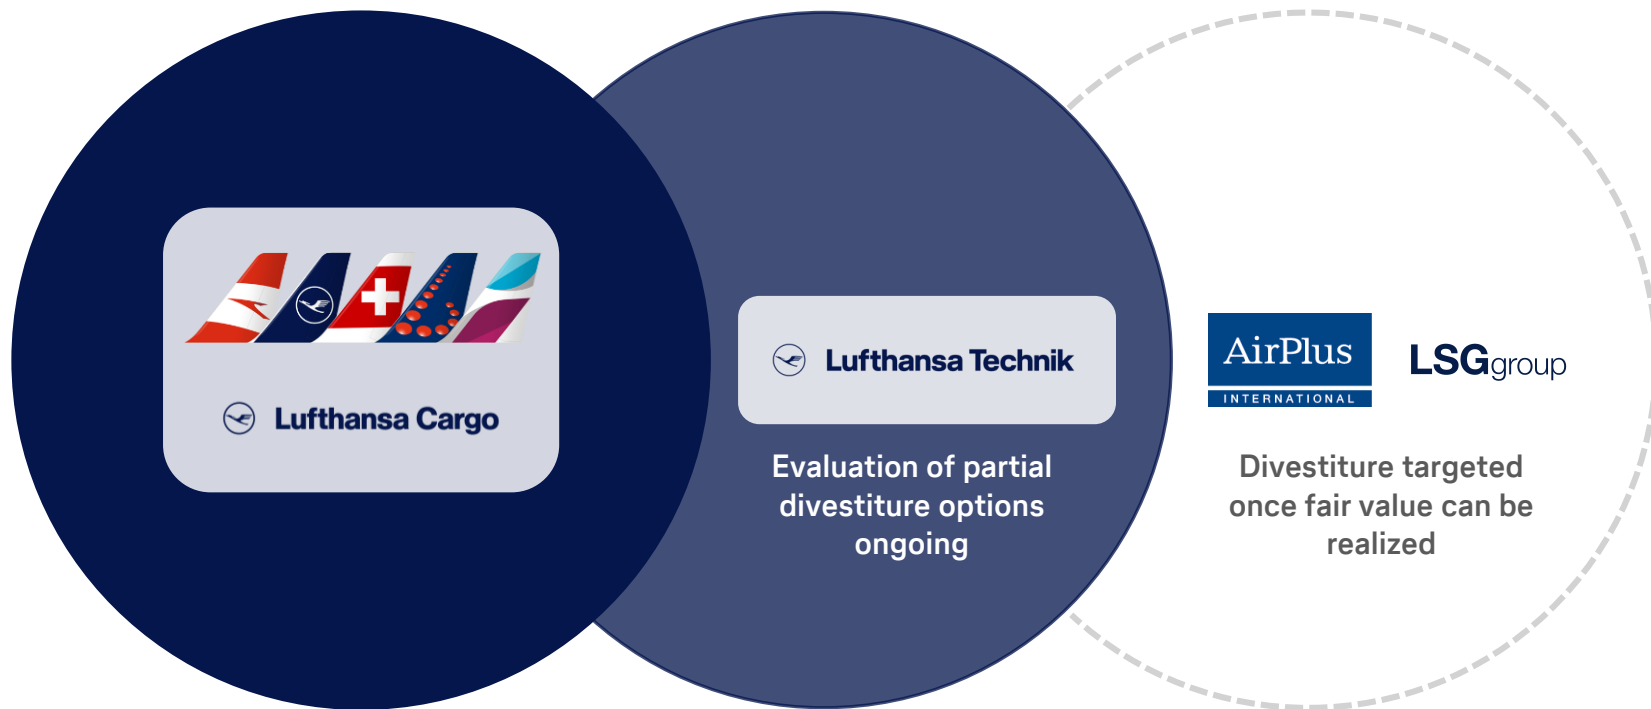 Lufthansa Cargo
Lufthansa Technik
Evaluation of partial
divestiture options
ongoing
AirPlus
INTERNATIONAL
LSGgroup
Divestiture targeted
once fair value can be
realized